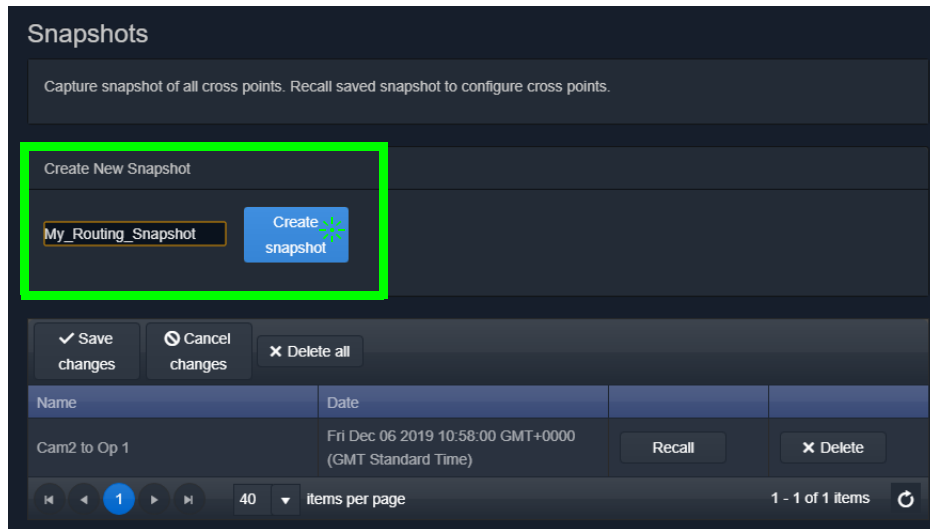 Snapshots
Capture snapshot of all cross points. Recall saved snapshot to configure cross points.
Create New Snapshot
My_Routing_Snapshot
Create
snapshot
Save
changes
Cancel
changes
Delete all
Name Date
Cam2 to Op 1
Fri Dec 06 2019 10:58:00 GMT+0000
(GMT Standard Time)
Recall
Delete
1 40 items per page 1 - 1 of 1 items